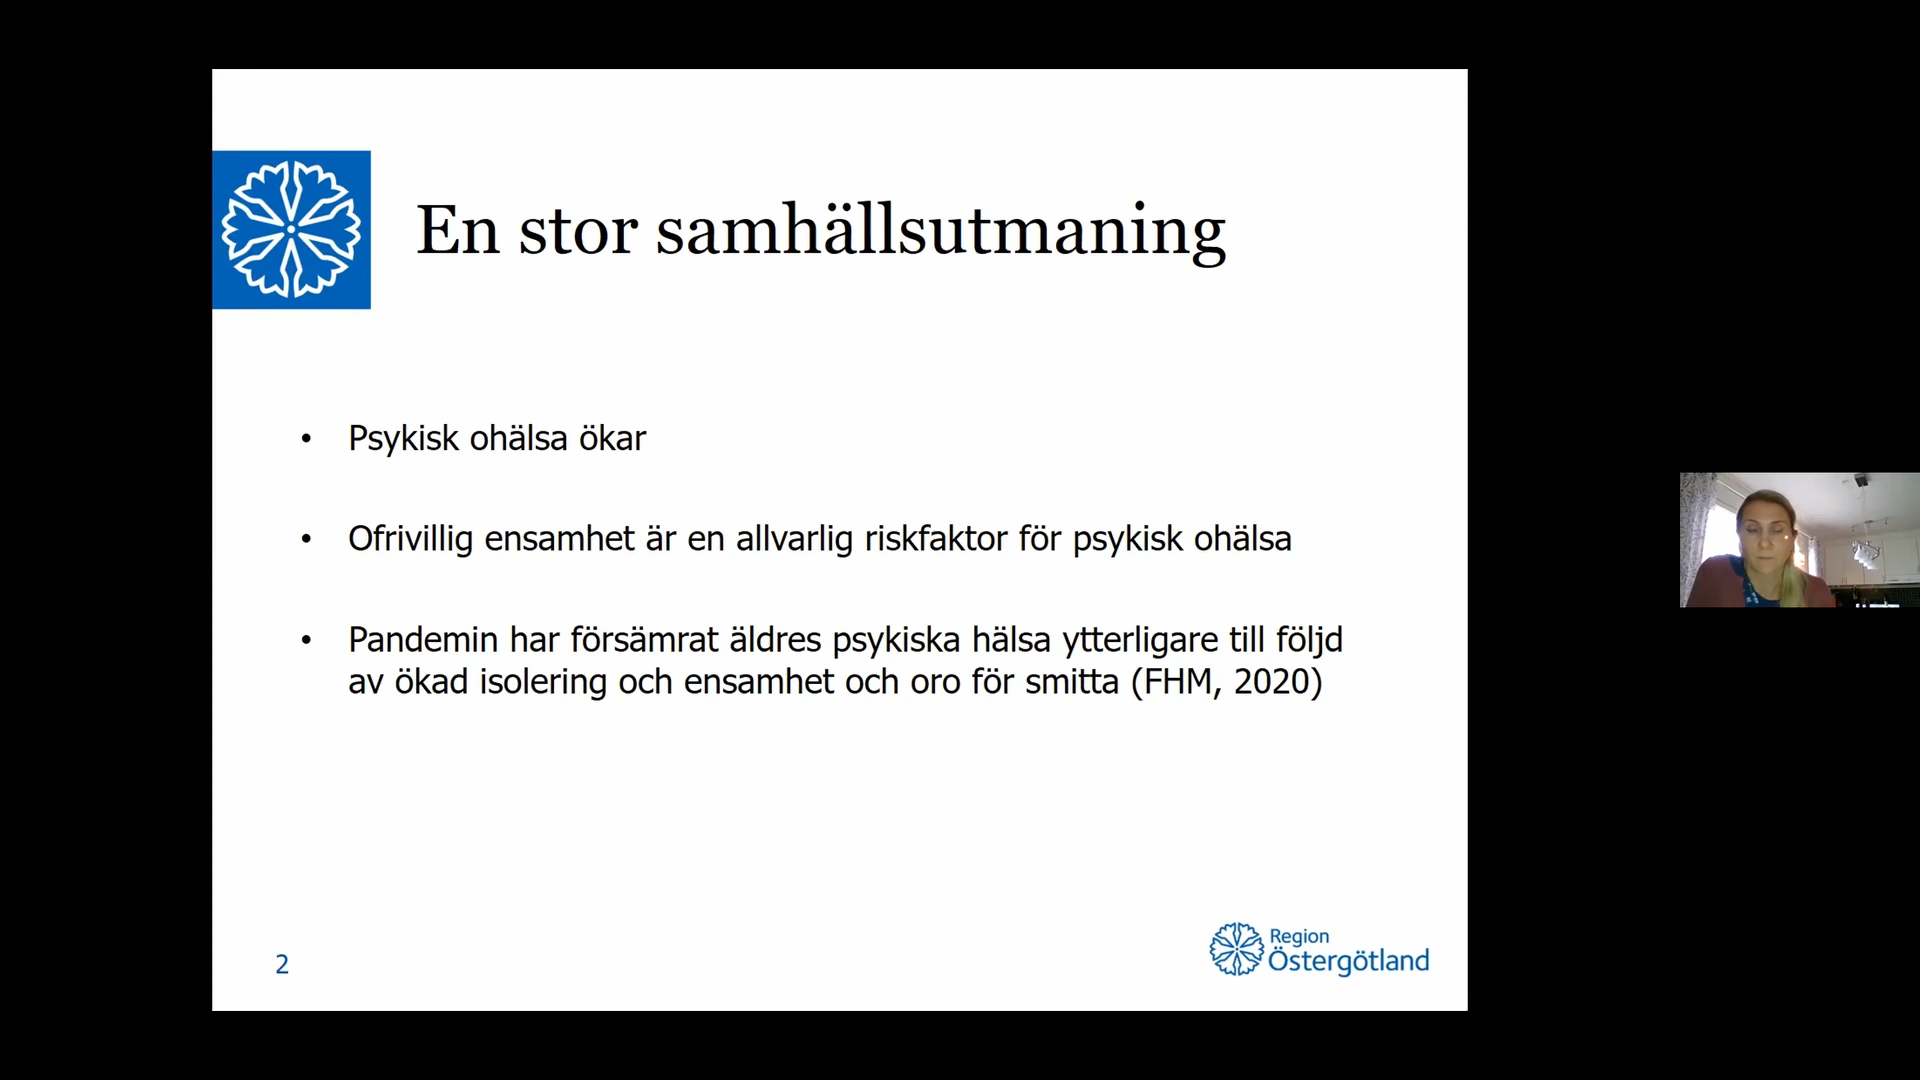 En stor samhällsutmaning
• Psykisk ohälsa ökar
• Ofrivillig ensamhet är en allvarlig riskfaktor för psykisk ohälsa
• Pandemin har försämrat äldres psykiska hälsa ytterligare till följd
av ökad isolering och ensamhet och oro för smitta (FHM, 2020)
2
Region
Östergötland